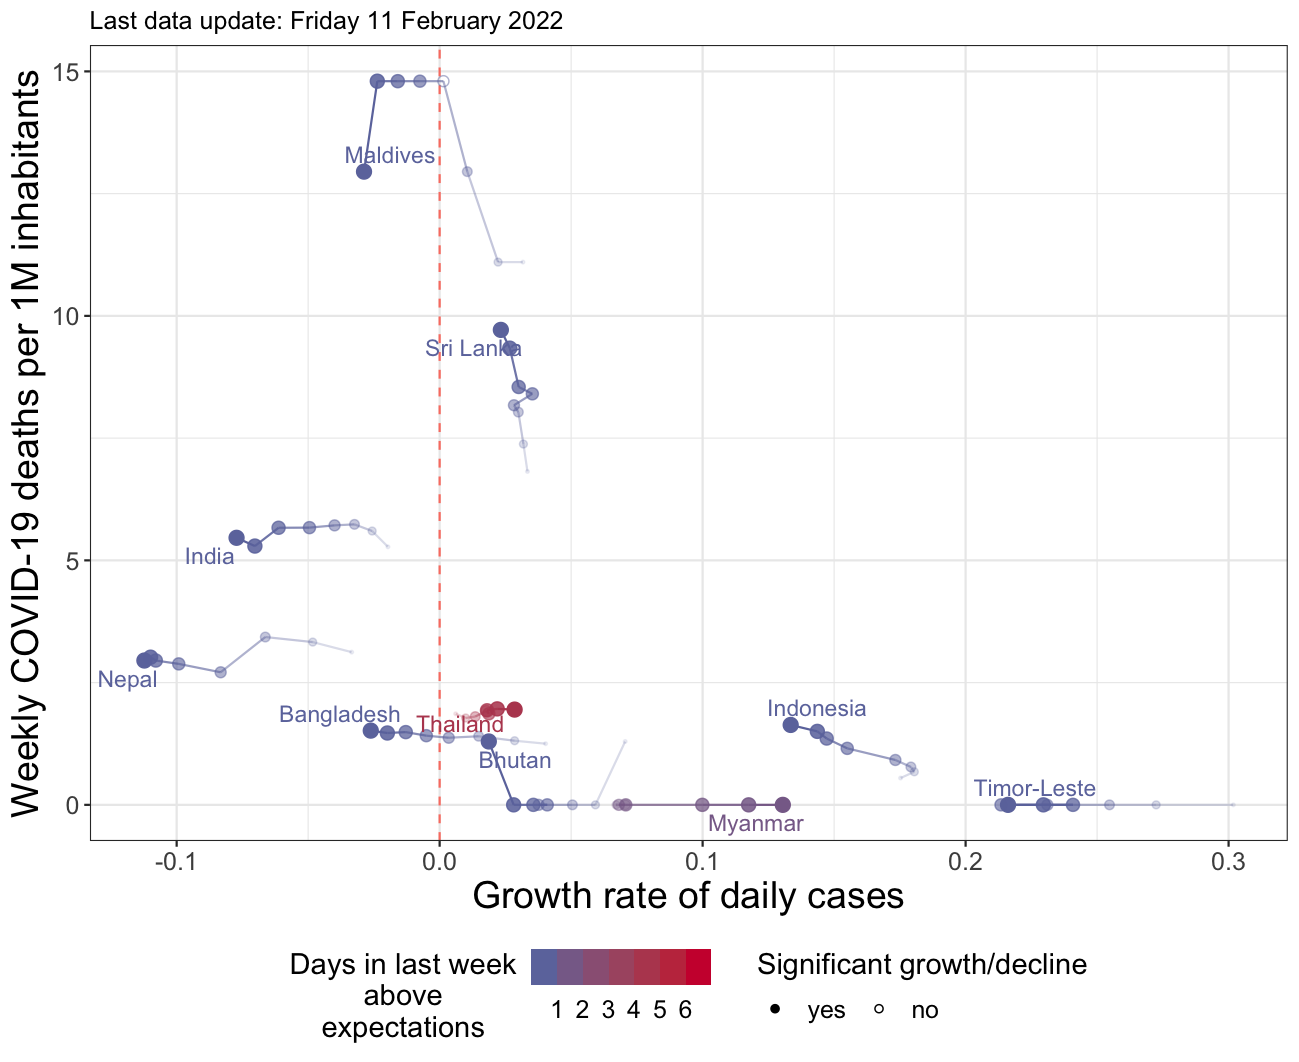 Last data update: Friday 11 February 2022
Weekly COVID-19 deaths per 1M inhabitants
15
10
5
0
Maldives
Sri Lanka
India
Nepal
Bangladesh
Thailand
Bhutan
Indonesia
Timor-Leste
Myanmar
-0.1
0.0
0.1
0.2
0.3
Growth rate of daily cases
Days in last week
above
expectations
1 2 3 4 5 6
Significant growth/decline
yes
no